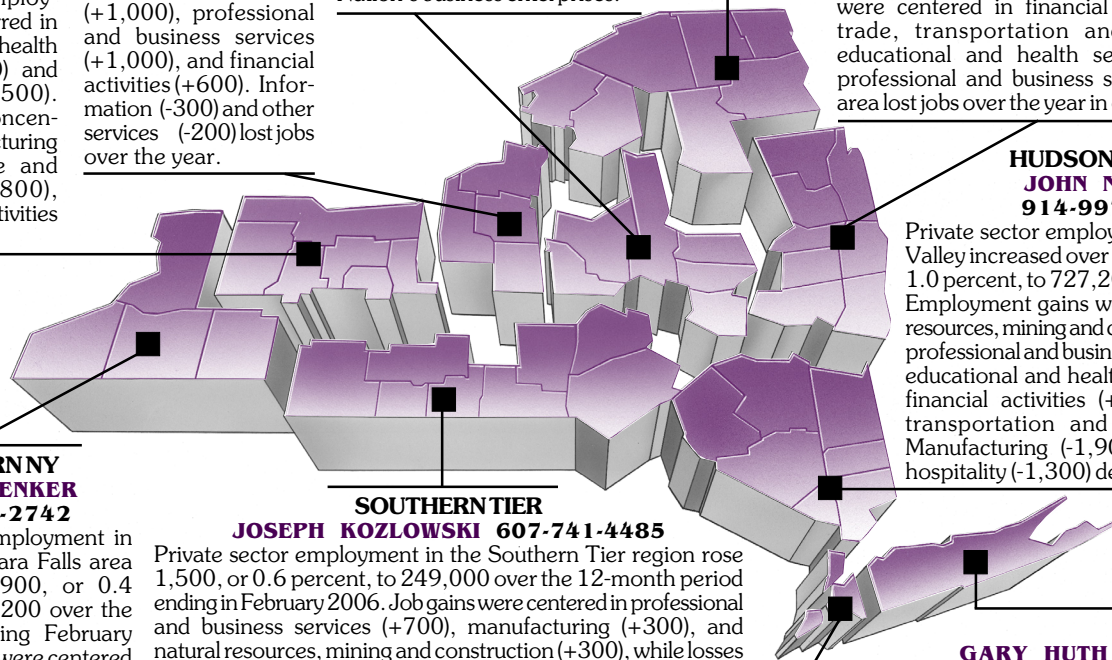 ploy-
rred in
health
) and
500).
oncen-
cturing
e and
800),
tivities
(+1,000), professional
and business services
(+1,000), and financial
activities (+600). Infor-
mation (-300) and other
services (-200) lost jobs
over the year.
were centered in financial
trade, transportation an
educational and health se
professional and business s
area lost jobs over the year in
HUDSON
JOHN N
914-99
Private sector employ
Valley increased over
1.0 percent, to 727,2
Employment gains w
resources, mining and c
professional and busin
educational and healt
financial activities (+
transportation and
Manufacturing (-1,90
hospitality (-1,300) de
RN NY
ENKER
-2742
mployment in
ara Falls area
900, or 0.4
200 over the
ing February
were centered
SOUTHERN TIER
JOSEPH KOZLOWSKI 607-741-4485
Private sector employment in the Southern Tier region rose
1,500, or 0.6 percent, to 249,000 over the 12-month period
ending in February 2006. Job gains were centered in professional
and business services (+700), manufacturing (+300), and
natural resources, mining and construction (+300), while losses
GARY HUTH